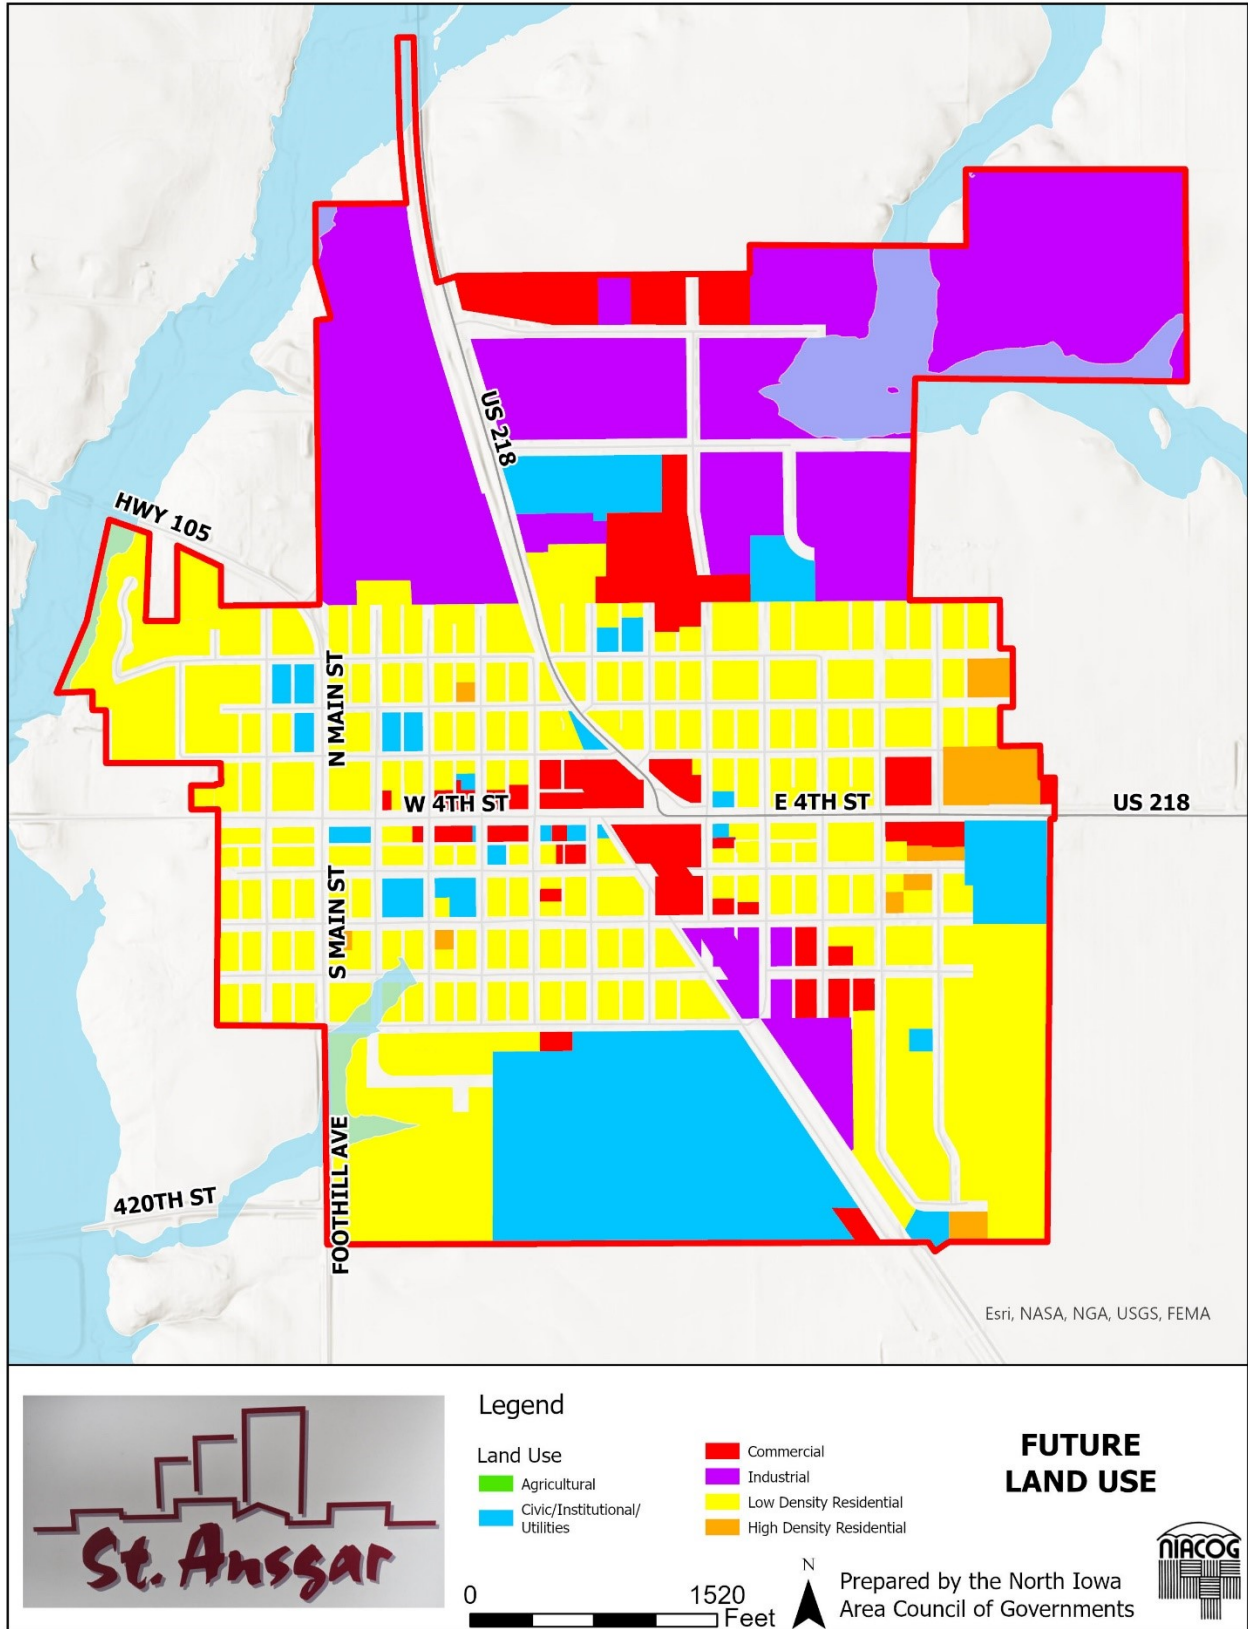 US 218
HWY 105
N MAIN ST
W 4TH ST
E 4TH ST
US 218
S MAIN ST
FOOTHILL AVE
420TH ST
Esri, NASA, NGA, USGS, FEMA
St. Ansgar
Legend
Land Use
Agricultural
Civic/Institutional/
Utilities
Commercial
Industrial
Low Density Residential
High Density Residential
0 1520
Feet
N
FUTURE
LAND USE
Prepared by the North Iowa
Area Council of Governments
NIACOG